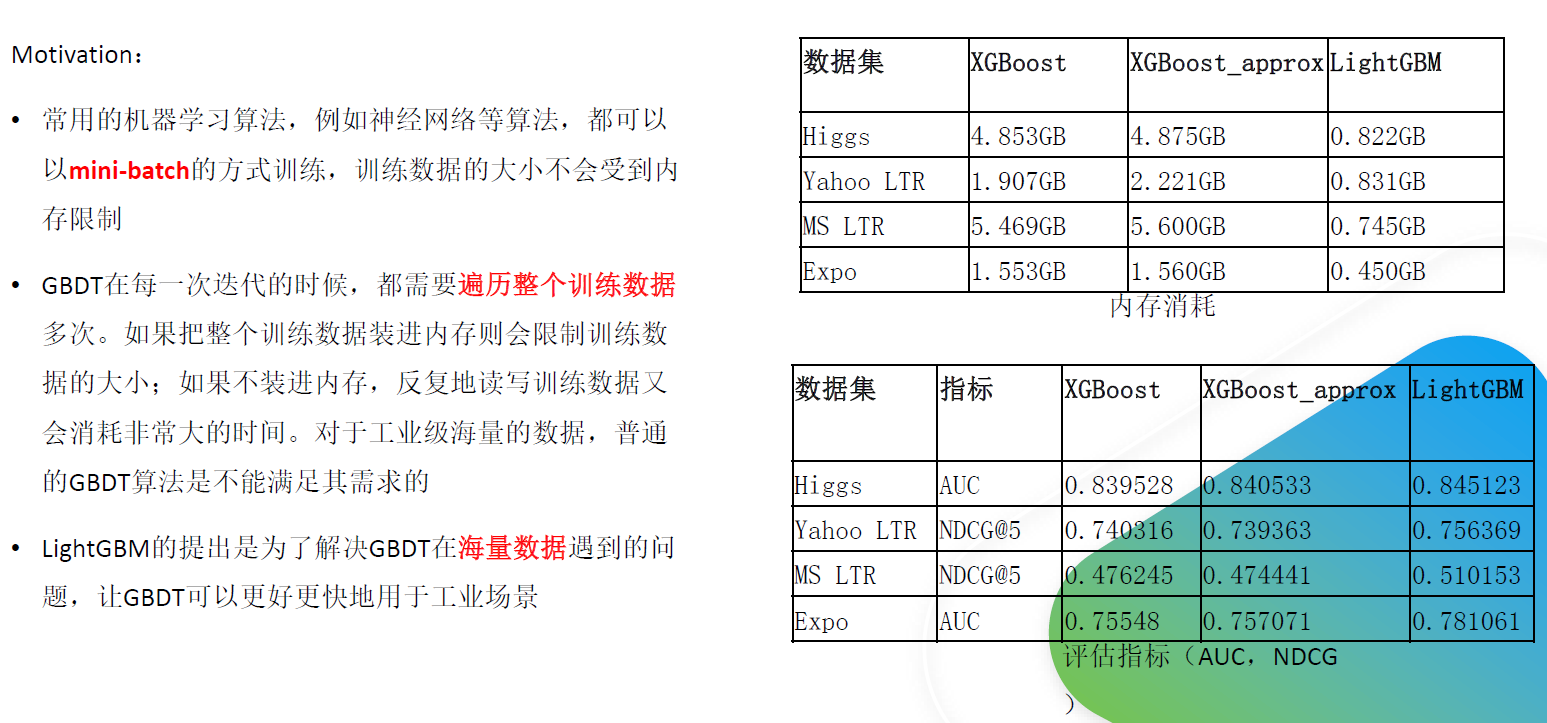 Motivation：
• 常用的机器学习算法，例如神经网络等算法，都可以
以mini-batch的方式训练，训练数据的大小不会受到内
存限制
• GBDT在每一次迭代的时候，都需要遍历整个训练数据
多次。如果把整个训练数据装进内存则会限制训练数
据的大小；如果不装进内存，反复地读写训练数据又
会消耗非常大的时间。对于工业级海量的数据，普通
的GBDT算法是不能满足其需求的
• LightGBM的提出是为了解决GBDT在海量数据遇到的问
题，让GBDT可以更好更快地用于工业场景
数据集 XGBoost XGBoost_approx LightGBM
Higgs 4.853GB 4.875GB 0.822GB
Yahoo LTR 1.907GB 2.221GB 0.831GB
MS LTR 5.469GB 5.600GB 0.745GB
Expo 1.553GB 1.560GB 0.450GB
内存消耗
数据集 指标 XGBoost XGBoost_approx LightGBM
Higgs AUC 0.839528 0.840533 0.845123
Yahoo LTR NDCG@5 0.740316 0.739363 0.756369
MS LTR NDCG@5 0.476245 0.474441 0.510153
Expo AUC 0.75548 0.757071 0.781061
评估指标（AUC，NDCG
）